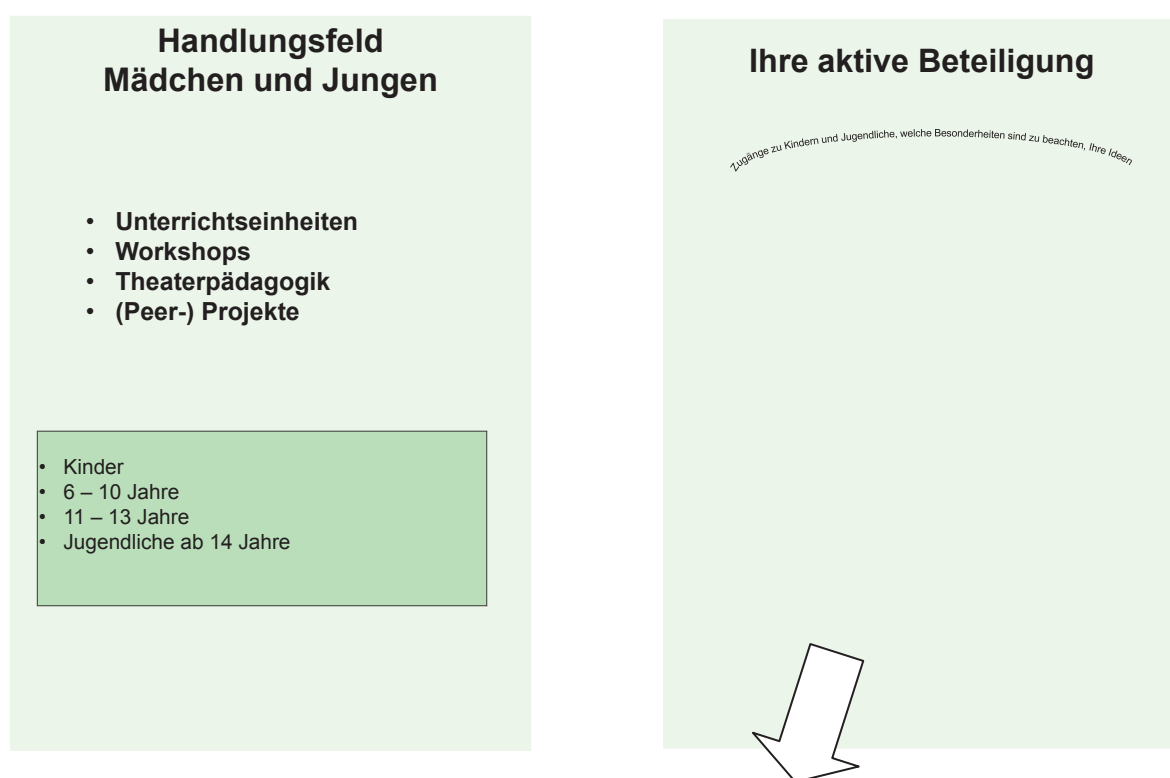 Handlungsfeld
Mädchen und Jungen
• Unterrichtseinheiten
• Workshops
• Theaterpädagogik
• (Peer-) Projekte
• Kinder
• 6 – 10 Jahre
• 11 – 13 Jahre
• Jugendliche ab 14 Jahre
Ihre aktive Beteiligung
Zugänge zu Kindern und Jugendliche, welche Besonderheiten sind zu beachten, Ihre Ideen